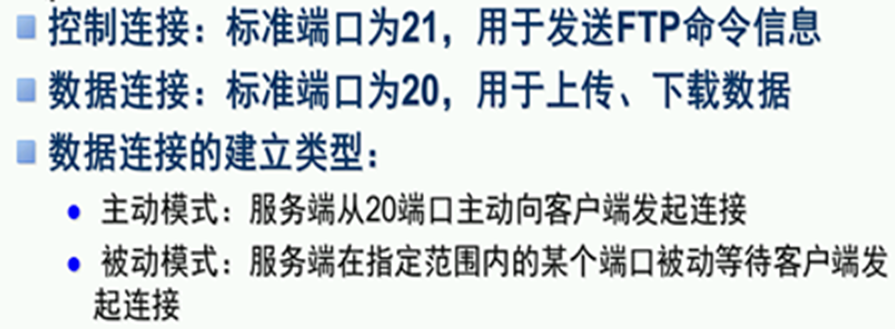 控制连接：标准端口为21，用于发送FTP命令信息
数据连接：标准端口为20，用于上传、下载数据
数据连接的建立类型：
主动模式：服务端从20端口主动向客户端发起连接
被动模式：服务端在指定范围内的某个端口被动等待客户端发
起连接